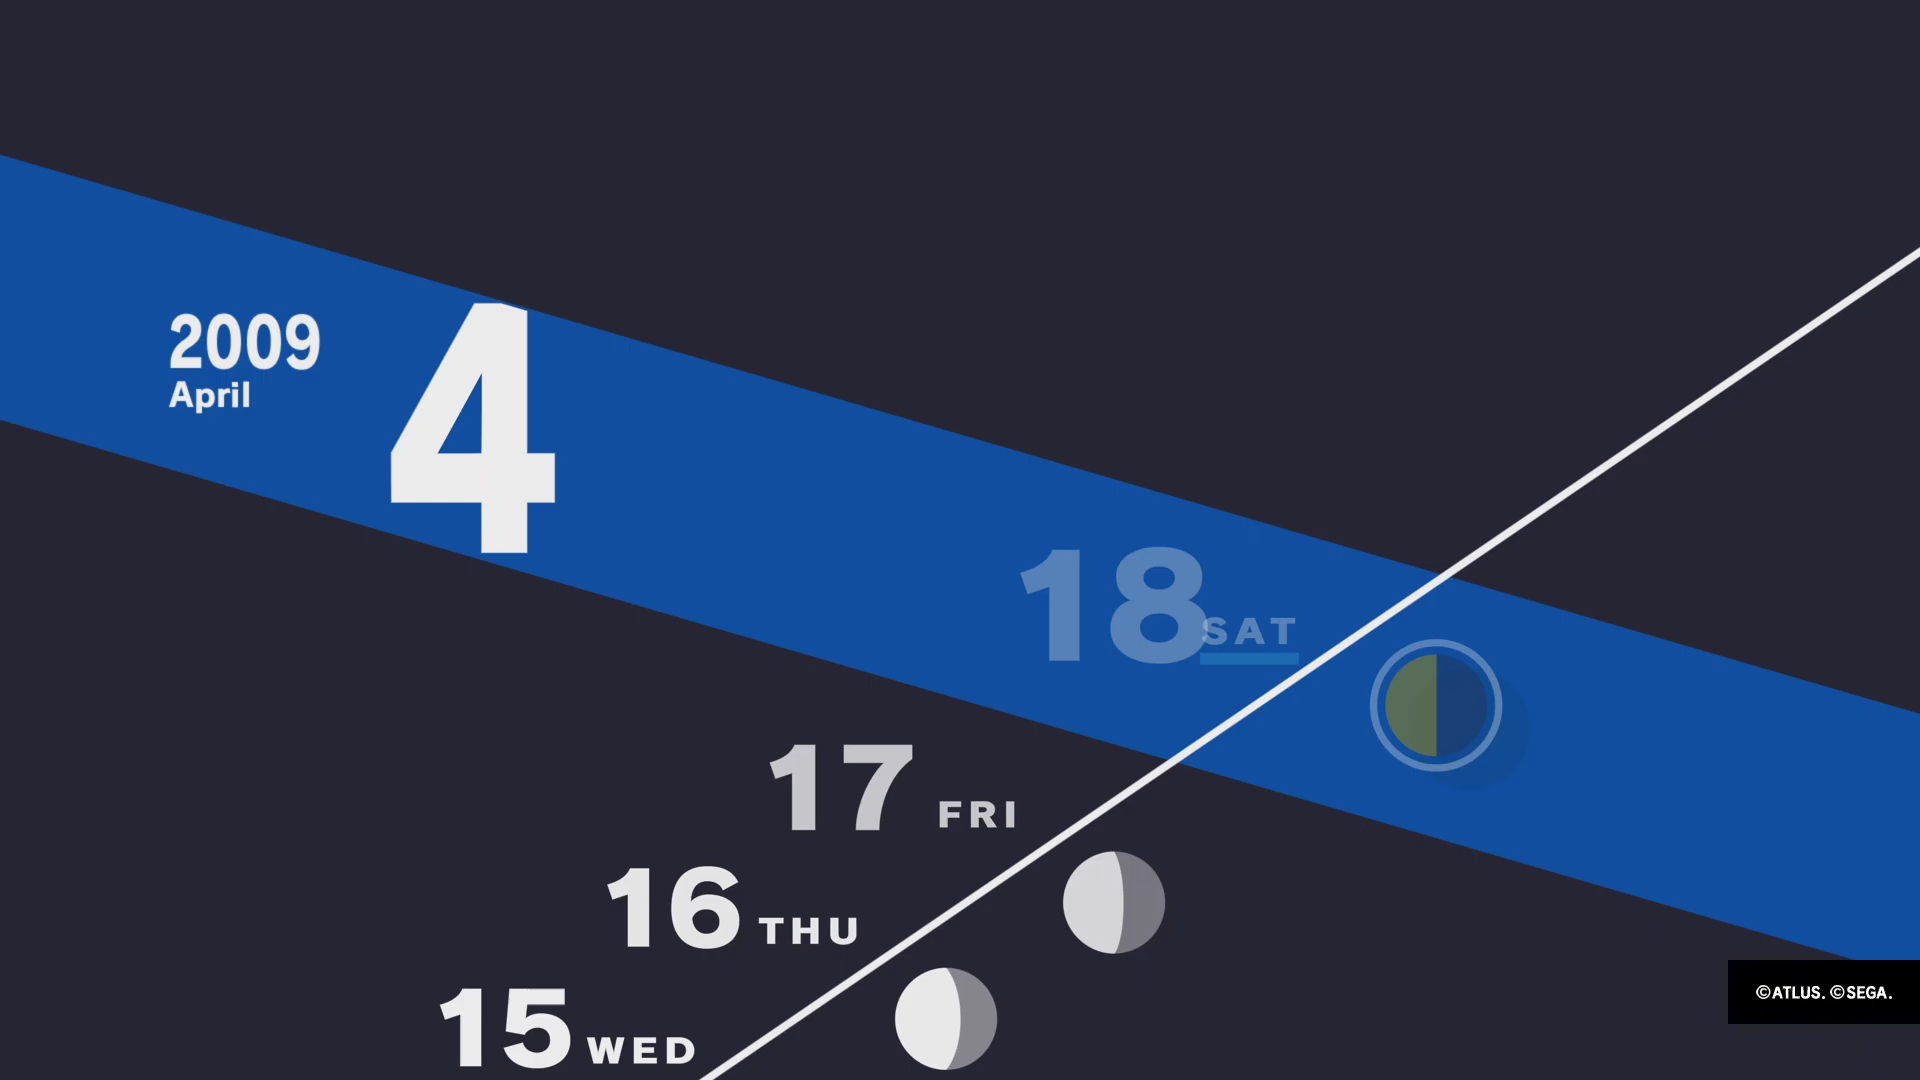 2009
April
4
18 SAT
17 FRI
16 THU
15 WED
©ATLUS. ©SEGA.